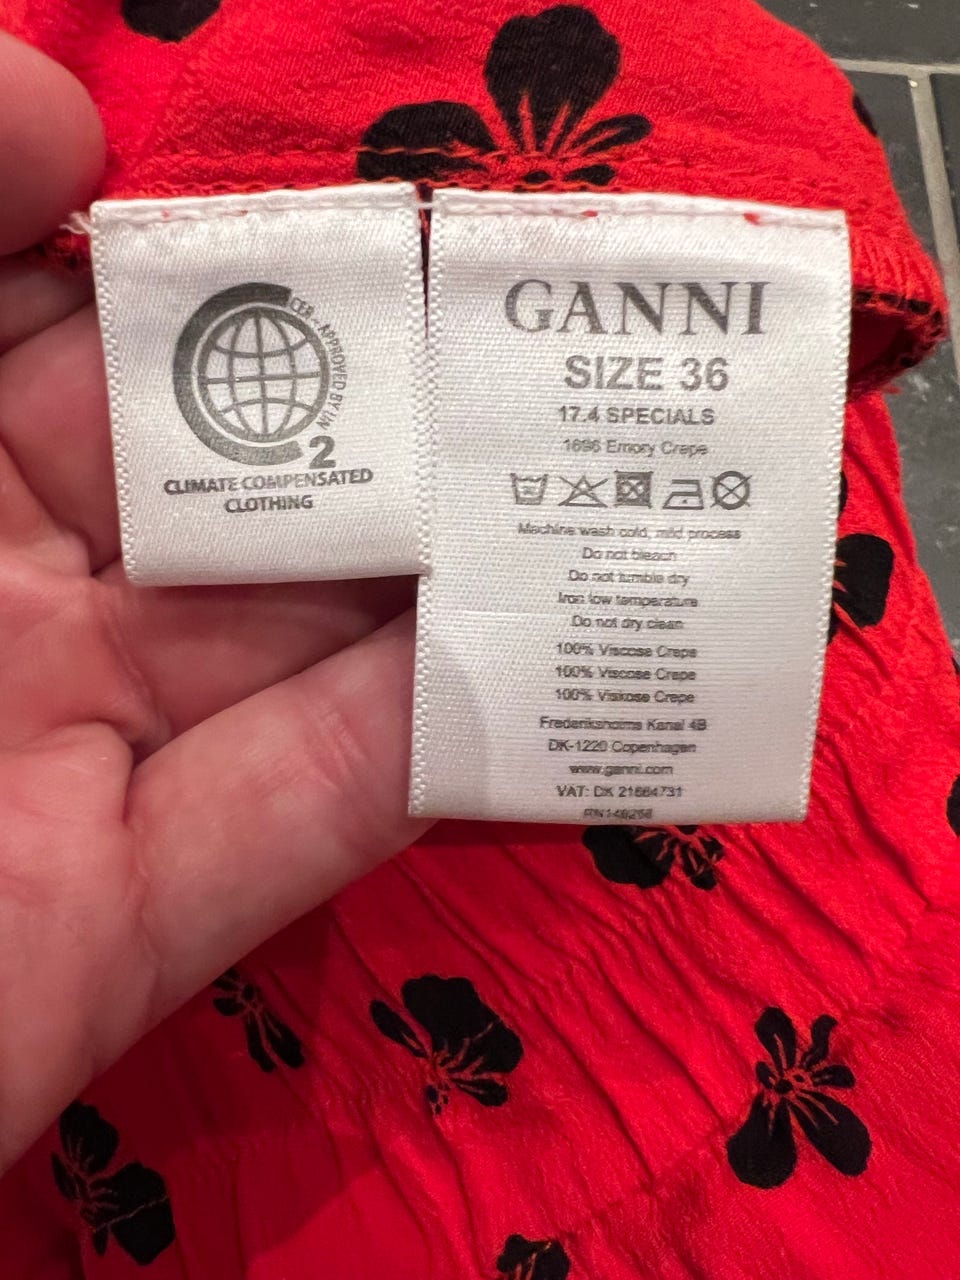 CER - APPROVED BY UN
2
CLIMATE COMPENSATED
CLOTHING
GANNI
SIZE 36
17.4 SPECIALS
1696 Emory Crepe
Machine wash cold, mild process
Do not bleach
Do not tumble dry
Iron low temperature
Do not dry clean
100% Viscose Crepe
100% Viscose Crepe
100% Viskose Crepe
Frederiksholms Kanal 4B
DK-1220 Copenhagen
www.ganni.com
VAT: DK 21664731